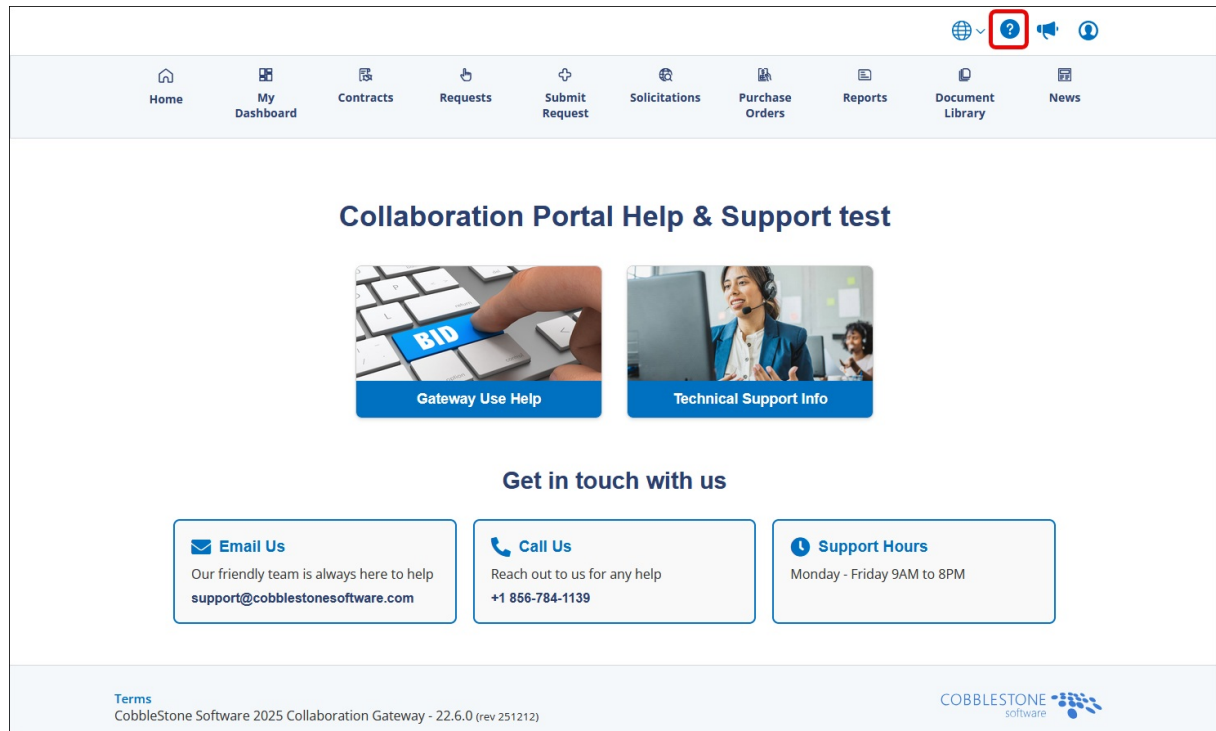 Home
My Dashboard
Contracts
Requests
Submit Request
Solicitations
Purchase Orders
Reports
Document Library
News
Collaboration Portal Help & Support test
BID
Gateway Use Help
Technical Support Info
Get in touch with us
Email Us
Our friendly team is always here to help
support@cobblestonesoftware.com
Call Us
Reach out to us for any help
+1 856-784-1139
Support Hours
Monday - Friday 9AM to 8PM
Terms
CobbleStone Software 2025 Collaboration Gateway - 22.6.0 (rev 251212)
COBBLESTONE
software